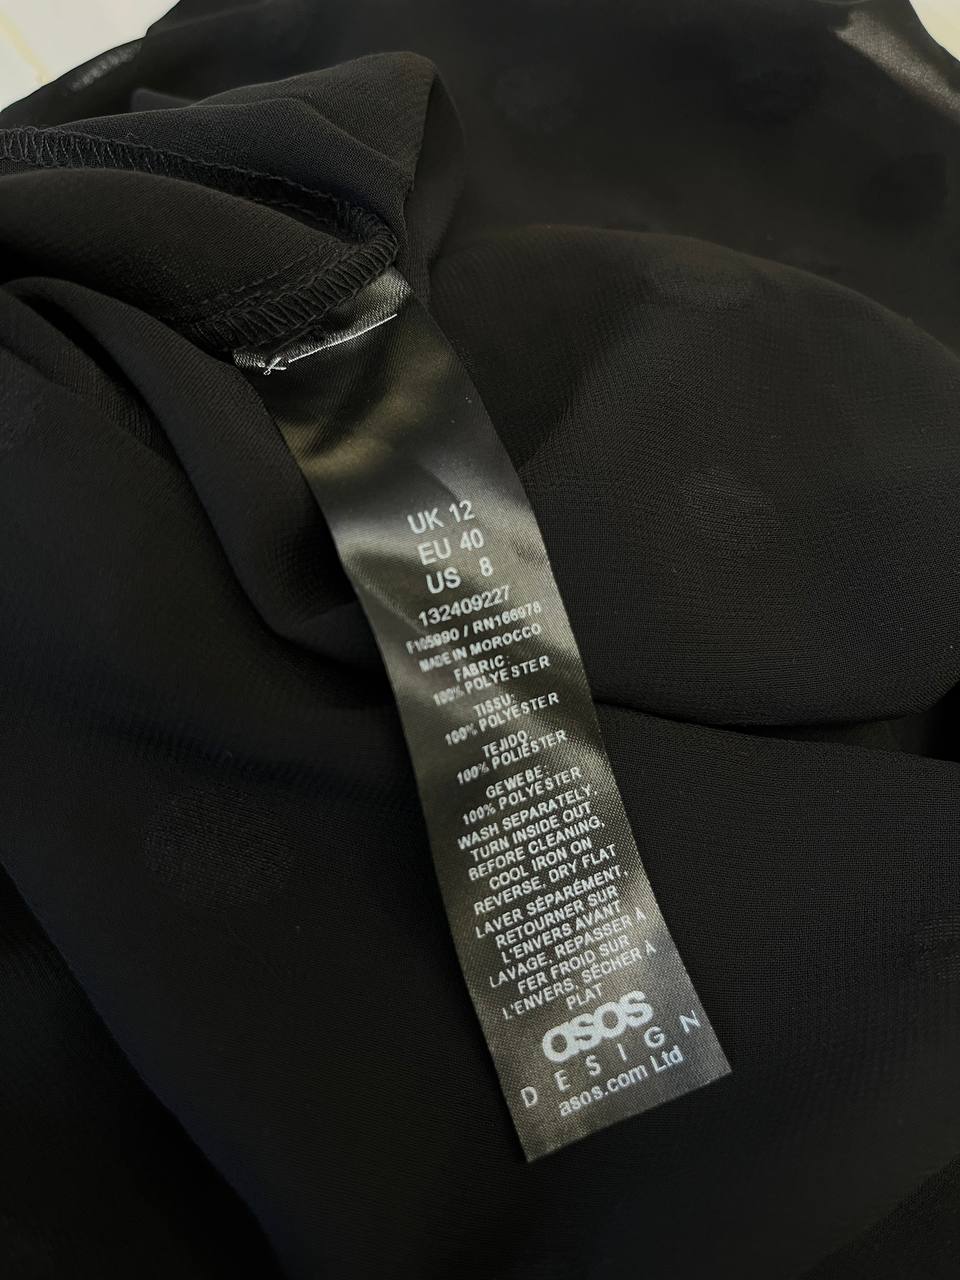 UK 12
EU 40
US 8
132409227
F105990 / RN166978
MADE IN MOROCCO
FABRIC:
100% POLYESTER
TISSU:
100% POLYESTER
TEJIDO:
100% POLIÉSTER
GEWEBE:
100% POLYESTER
WASH SEPARATELY
TURN INSIDE OUT
BEFORE CLEANING,
COOL IRON ON
REVERSE, DRY FLAT
LAVER SÉPARÉMENT,
RETOURNER SUR
L'ENVERS AVANT
LAVAGE, REPASSER À
FER FROID SUR
L'ENVERS, SÉCHER À
PLAT
asos
DESIGN
asos.com Ltd